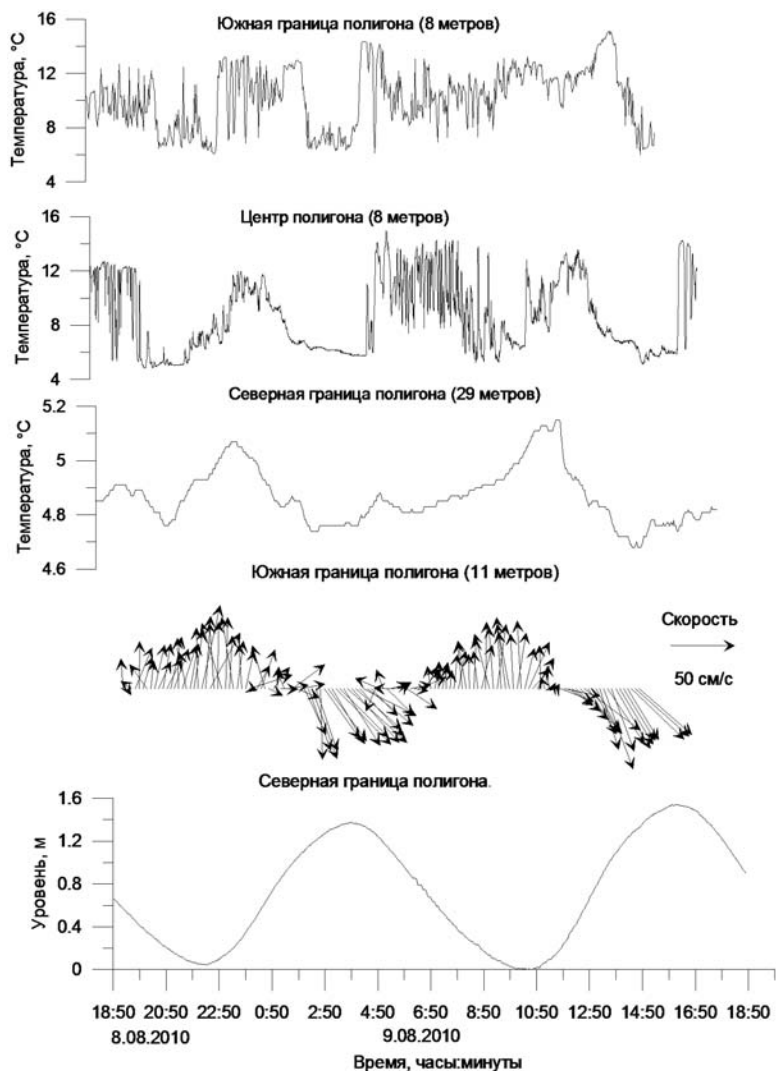 Южная граница полигона (8 метров)
Температура, °C
16
12
8
4
Центр полигона (8 метров)
Температура, °C
16
12
8
4
Северная граница полигона (29 метров)
Температура, °C
5.2
5
4.8
4.6
Южная граница полигона (11 метров)
Скорость
50 см/с
Северная граница полигона.
Уровень, м
1.6
1.2
0.8
0.4
0
18:50 20:50 22:50 0:50 2:50 4:50 6:50 8:50 10:50 12:50 14:50 16:50 18:50
8.08.2010 9.08.2010
Время, часы:минуты